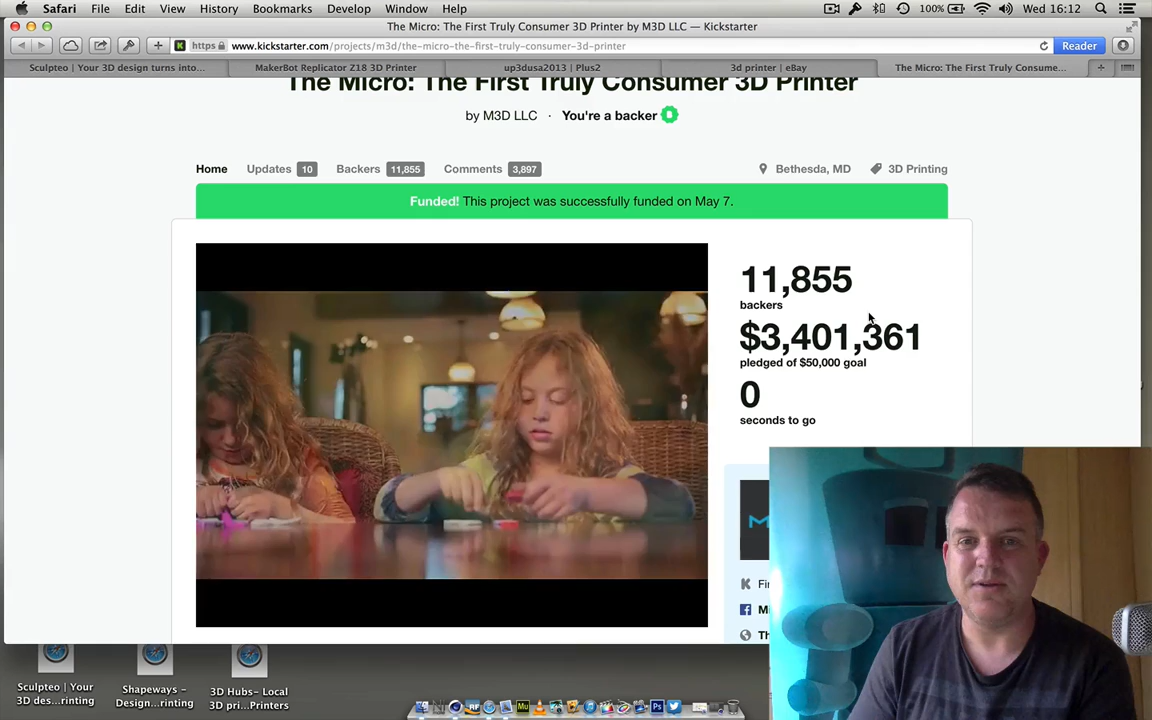 Safari File Edit View History Bookmarks Develop Window Help 100% Wed 16:12
The Micro: The First Truly Consumer 3D Printer by M3D LLC — Kickstarter
https www.kickstarter.com/projects/m3d/the-micro-the-first-truly-consumer-3d-printer Reader
Sculpteo | Your 3D design turns into... MakerBot Replicator Z18 3D Printer up3dusa2013 | Plus2 3d printer | eBay The Micro: The First Truly Consume...
The Micro: The First Truly Consumer 3D Printer
by M3D LLC · You're a backer
Home Updates 10 Backers 11,855 Comments 3,897 Bethesda, MD 3D Printing
Funded! This project was successfully funded on May 7.
11,855
backers
$3,401,361
pledged of $50,000 goal
0
seconds to go
Sculpteo | Your
3D des...rinting
Shapeways –
Design...rinting
3D Hubs- Local
3D pri...Printers